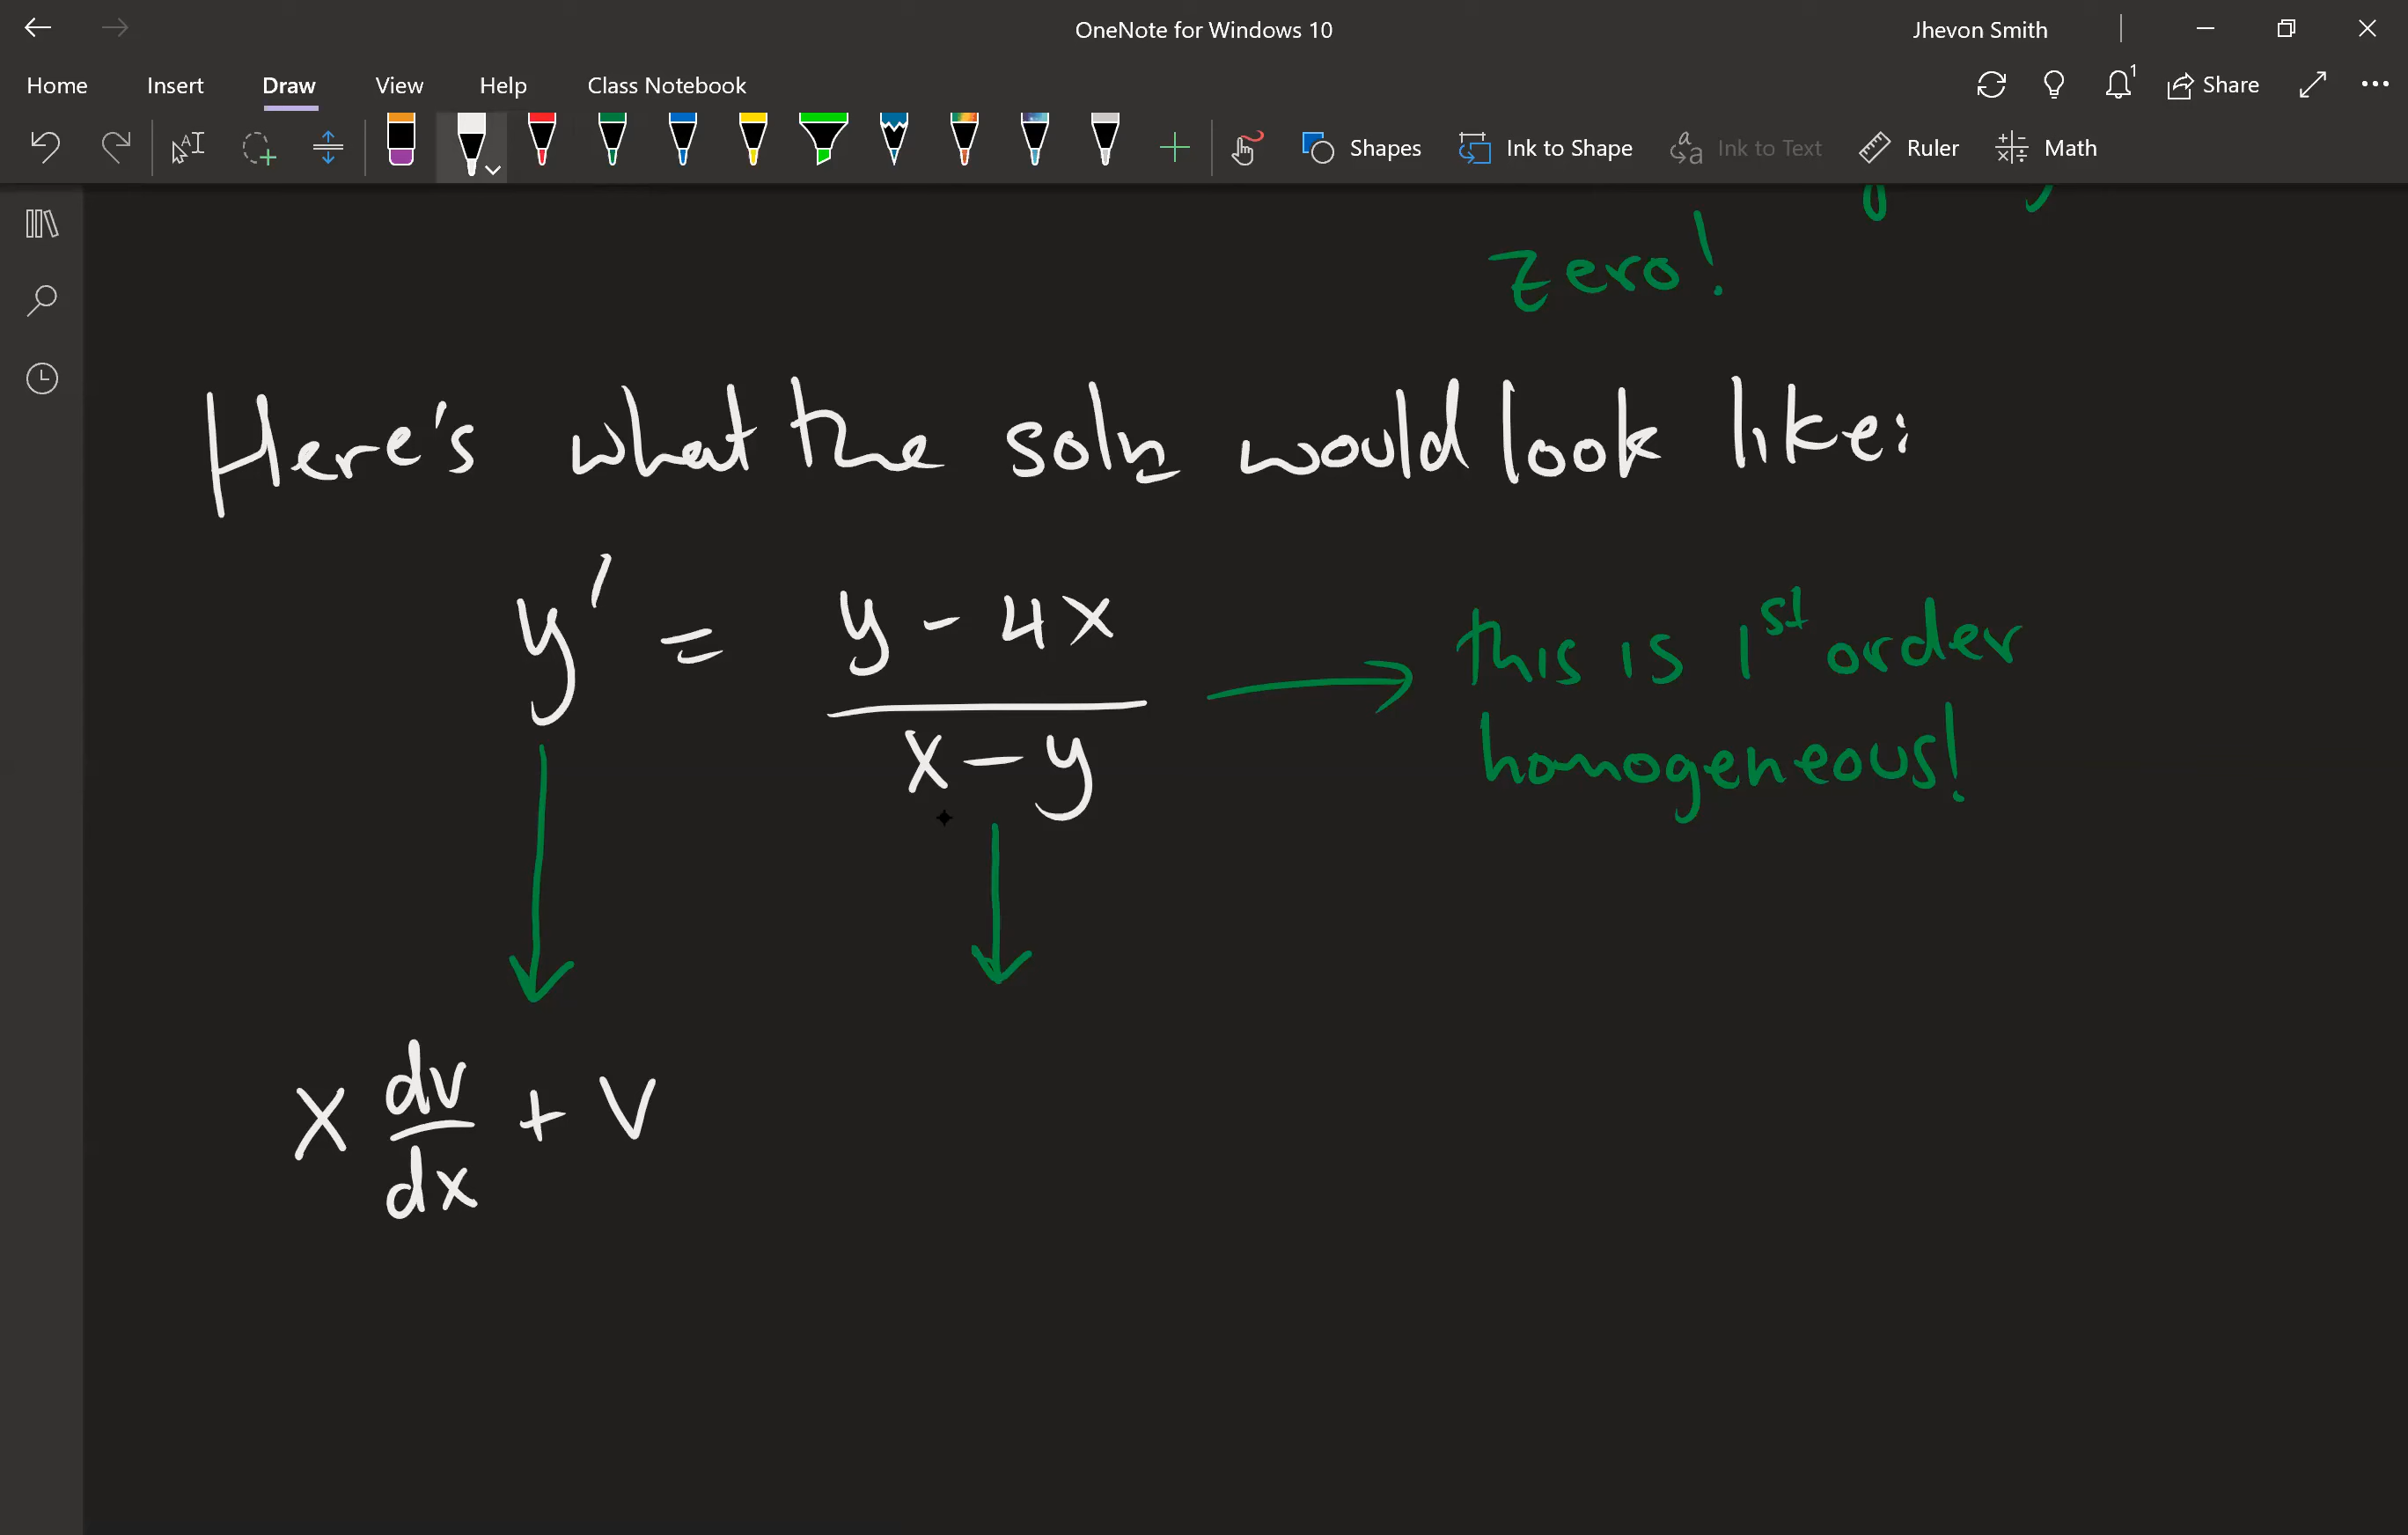 OneNote for Windows 10
Jhevon Smith
Home Insert Draw View Help Class Notebook
1
Share
Shapes Ink to Shape Ink to Text Ruler Math
zero!
Here's what the soln would look like:
y' = (y - 4x)/(x - y) → this is 1st order
homogeneous!
x dv/dx + v